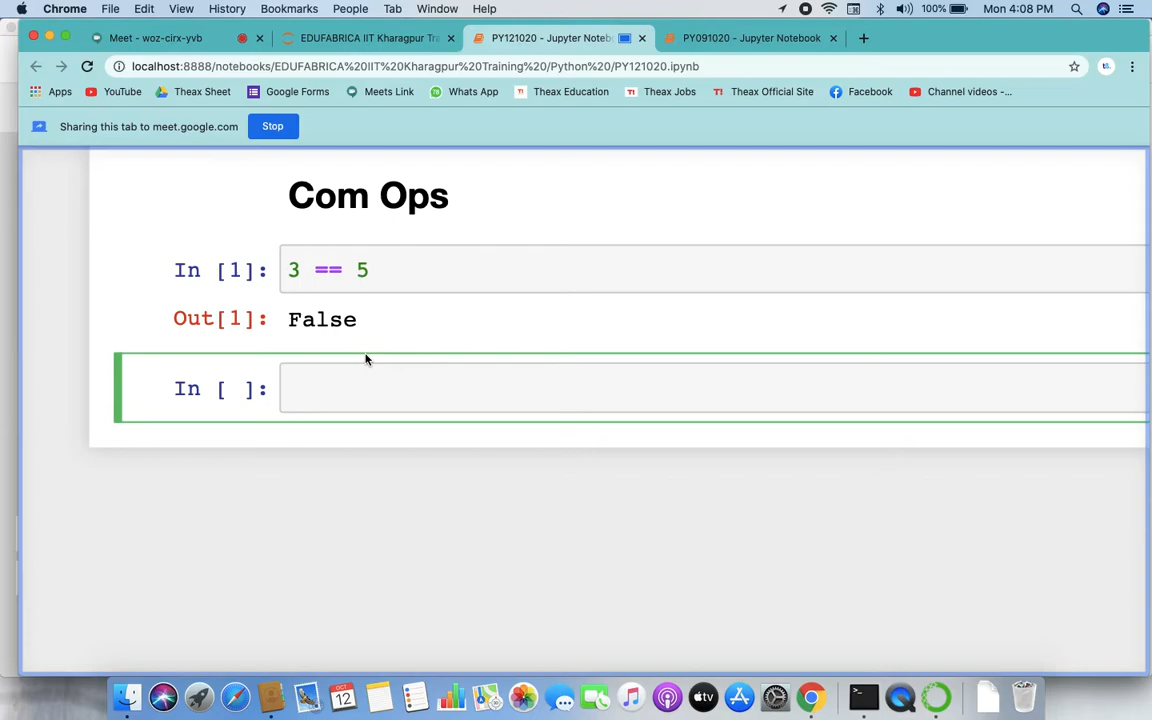 Chrome File Edit View History Bookmarks People Tab Window Help 100% Mon 4:08 PM
Meet - woz-cirx-yvb EDUFABRICA IIT Kharagpur Tra PY121020 - Jupyter Notebo PY091020 - Jupyter Notebook
localhost:8888/notebooks/EDUFABRICA%20IIT%20Kharagpur%20Training%20/Python%20/PY121020.ipynb
Apps YouTube Theax Sheet Google Forms Meets Link Whats App Theax Education Theax Jobs Theax Official Site Facebook Channel videos -...
Sharing this tab to meet.google.com Stop
Com Ops
In [1]: 3 == 5
Out[1]: False
In [ ]:
OCT
12